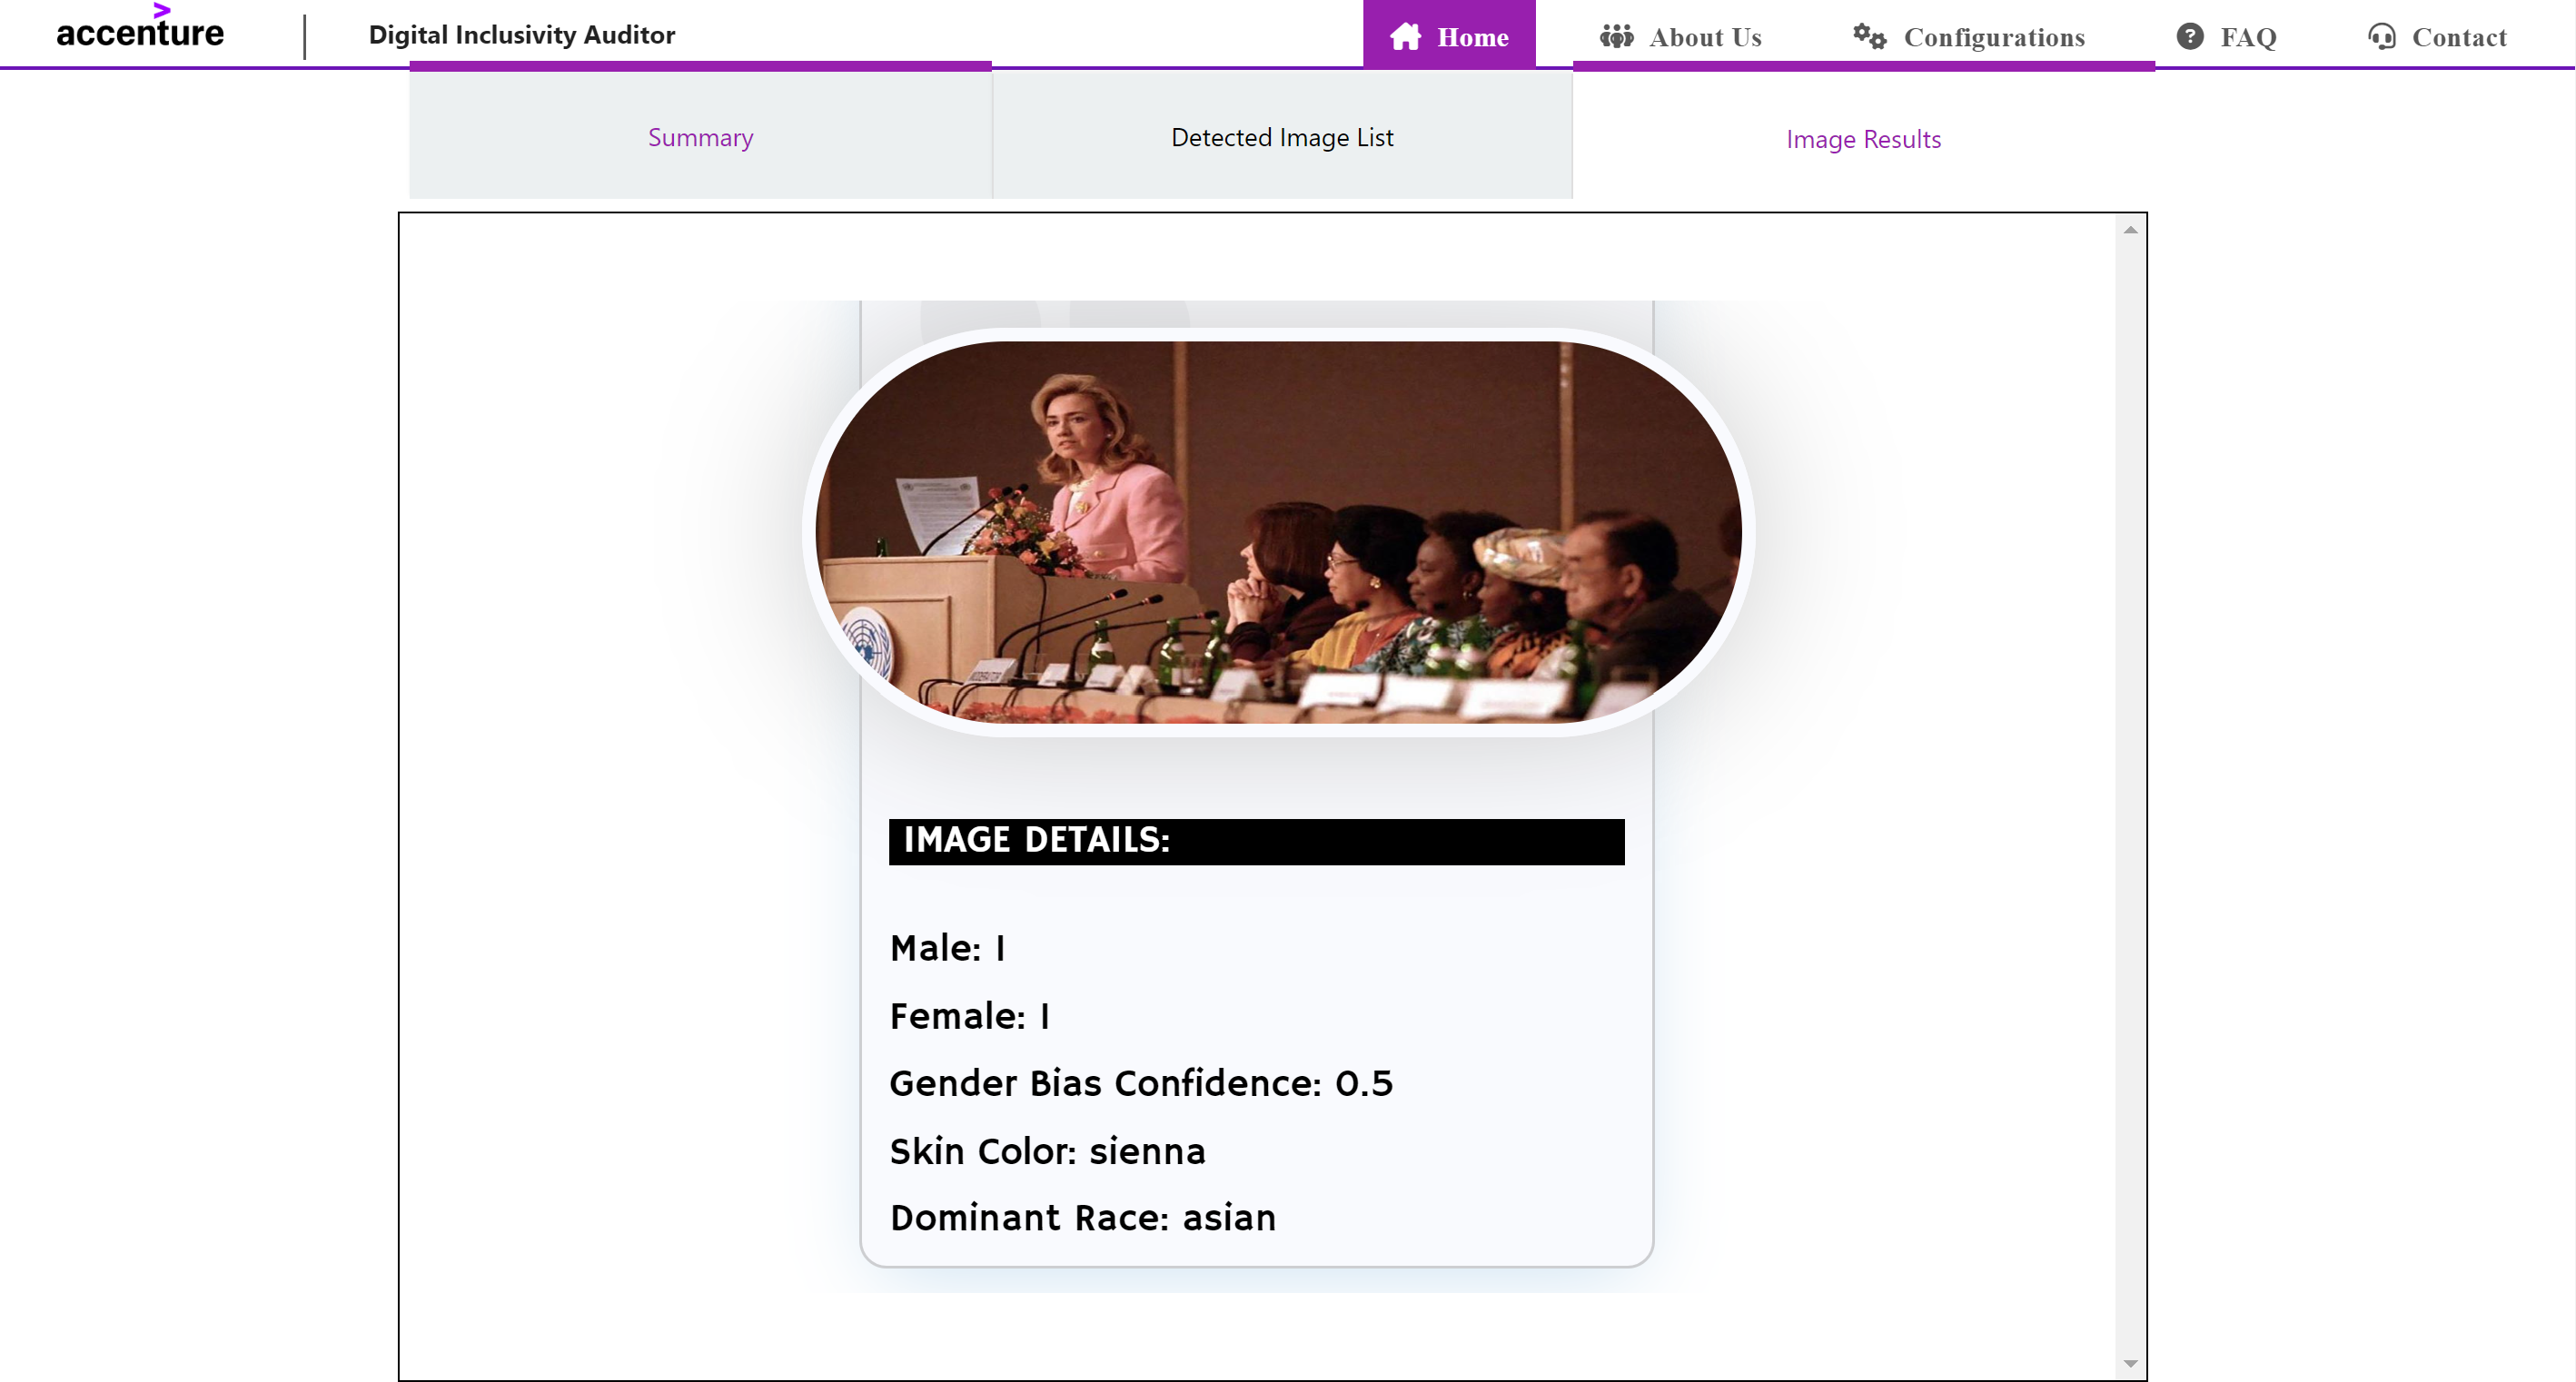 accenture
Digital Inclusivity Auditor
Home
About Us
Configurations
FAQ
Contact
Summary
Detected Image List
Image Results
IMAGE DETAILS:
Male: 1
Female: 1
Gender Bias Confidence: 0.5
Skin Color: sienna
Dominant Race: asian